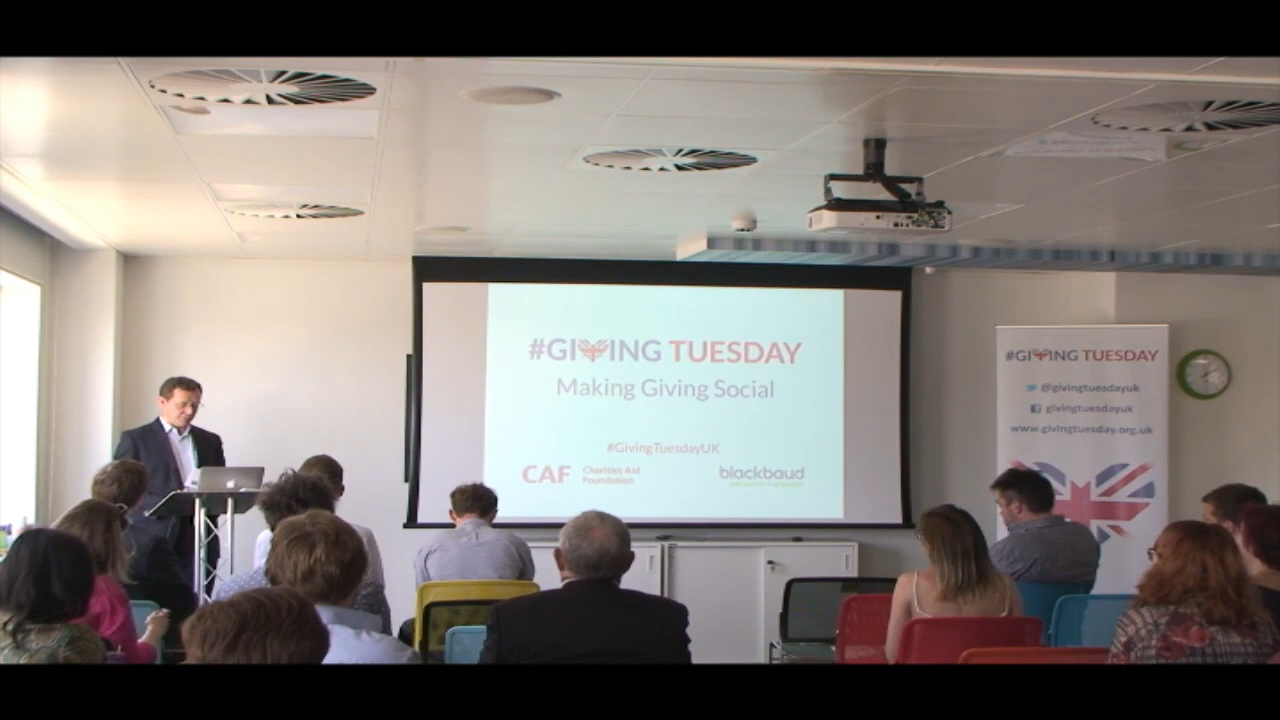 #GIVING TUESDAY
Making Giving Social
#GivingTuesdayUK
CAF Charities Aid
Foundation
blackbaud
#GIVING TUESDAY
@givingtuesdayuk
givingtuesdayuk
www.givingtuesday.org.uk